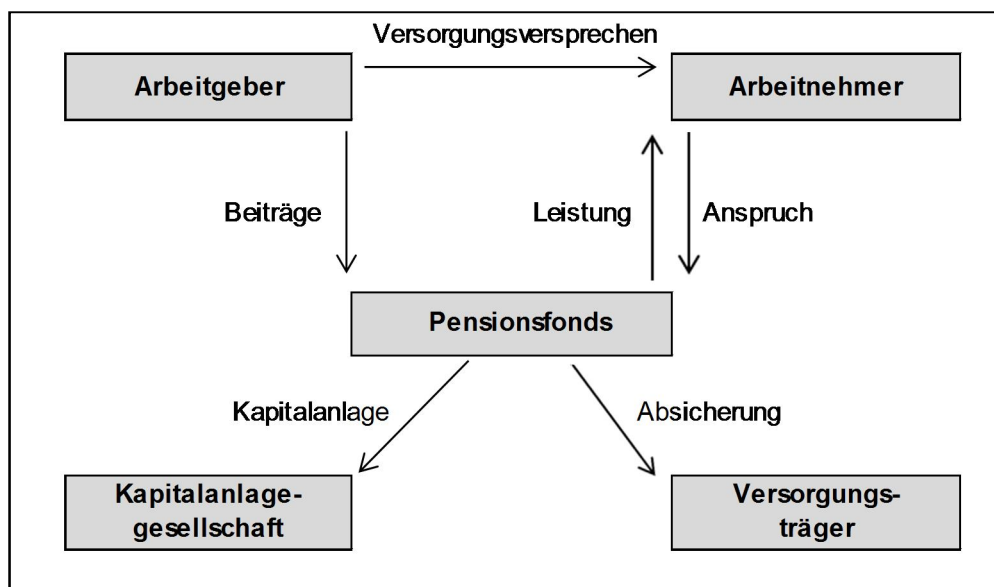 Versorgungsversprechen
Arbeitgeber
Arbeitnehmer
Beiträge
Leistung
Anspruch
Pensionsfonds
Kapitalanlage
Absicherung
Kapitalanlage-
gesellschaft
Versorgungs-
träger